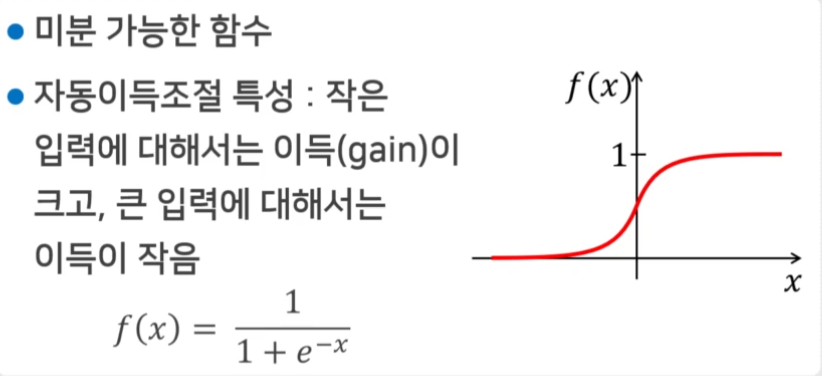 • 미분 가능한 함수
• 자동이득조절 특성 : 작은
입력에 대해서는 이득(gain)이
크고, 큰 입력에 대해서는
이득이 작음
f(x) = 1 / (1 + e^{-x})
f(x)
1
x